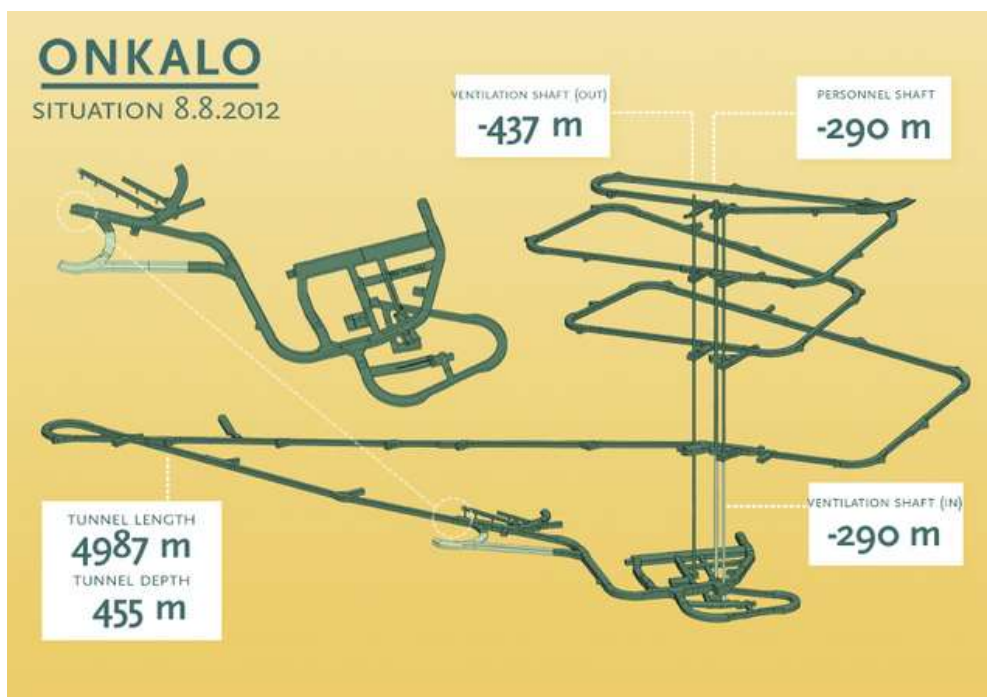 ONKALO
SITUATION 8.8.2012
VENTILATION SHAFT (OUT)
-437 m
PERSONNEL SHAFT
-290 m
VENTILATION SHAFT (IN)
-290 m
TUNNEL LENGTH
4987 m
TUNNEL DEPTH
455 m